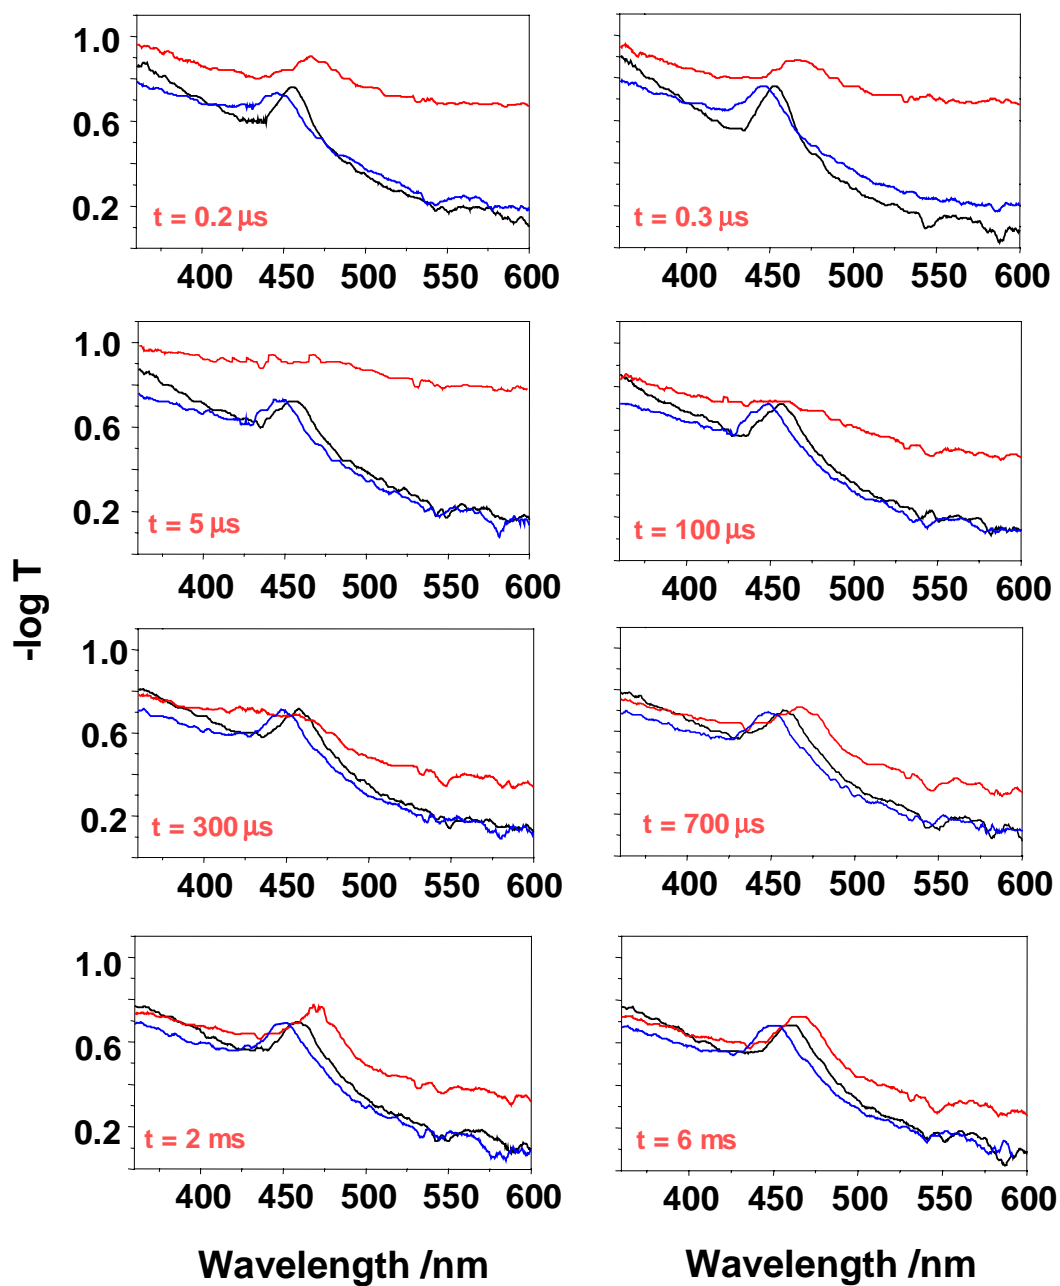 1.0
0.6
0.2
t = 0.2 µs
t = 0.3 µs
400 450 500 550 600
400 450 500 550 600
1.0
0.6
0.2
t = 5 µs
t = 100 µs
400 450 500 550 600
400 450 500 550 600
-log T
1.0
0.6
0.2
t = 300 µs
t = 700 µs
400 450 500 550 600
400 450 500 550 600
1.0
0.6
0.2
t = 2 ms
t = 6 ms
400 450 500 550 600
400 450 500 550 600
Wavelength /nm
Wavelength /nm